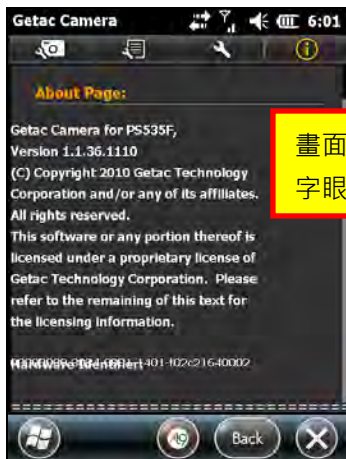 Getac Camera 6:01
About Page:
Getac Camera for PS535F,
Version 1.1.36.1110
(C) Copyright 2010 Getac Technology
Corporation and/or any of its affiliates.
All rights reserved.
This software or any portion thereof is
licensed under a proprietary license of
Getac Technology Corporation. Please
refer to the remaining of this text for
the licensing information.
Hardware Identifier:
畫面
字眼
Back